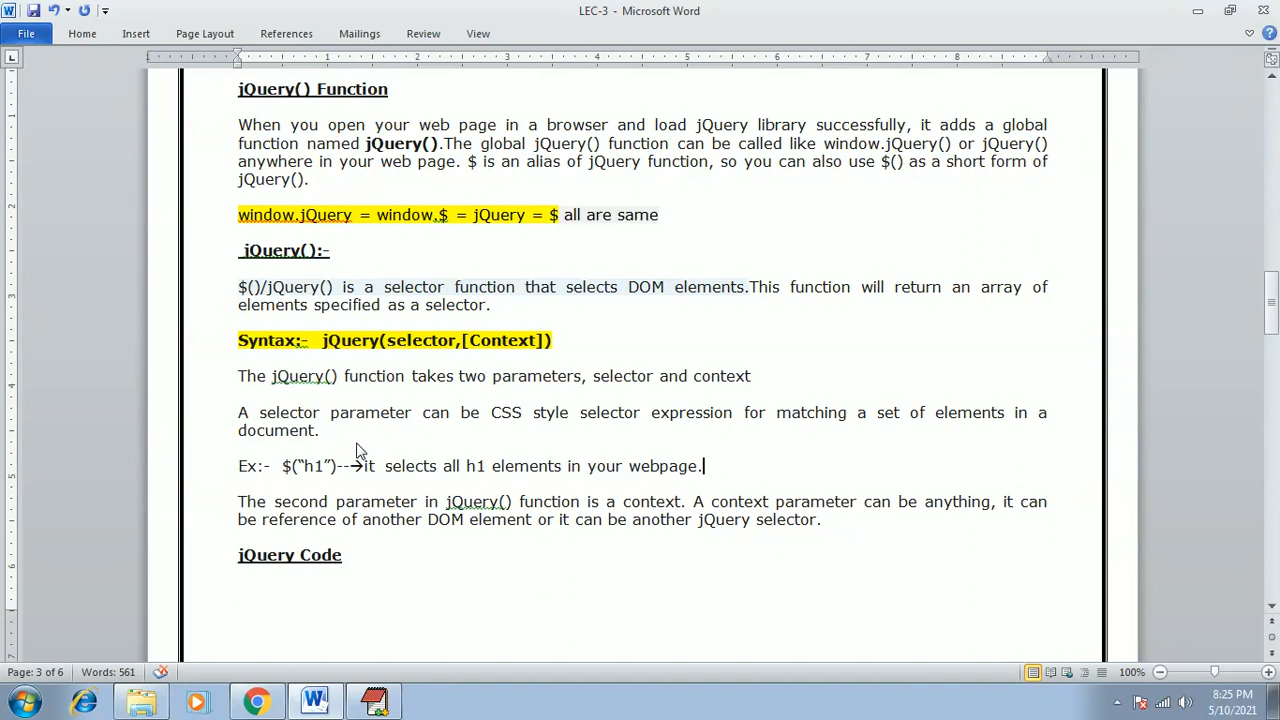 LEC-3 - Microsoft Word
File Home Insert Page Layout References Mailings Review View
1 1 2 3 4 5 6 7 8
jQuery() Function
When you open your web page in a browser and load jQuery library successfully, it adds a global
function named jQuery().The global jQuery() function can be called like window.jQuery() or jQuery()
anywhere in your web page. $ is an alias of jQuery function, so you can also use $() as a short form of
jQuery().
window.jQuery = window.$ = jQuery = $ all are same
jQuery():-
$()/jQuery() is a selector function that selects DOM elements.This function will return an array of
elements specified as a selector.
Syntax:- jQuery(selector,[Context])
The jQuery() function takes two parameters, selector and context
A selector parameter can be CSS style selector expression for matching a set of elements in a
document.
Ex:- $(“h1”)--→it selects all h1 elements in your webpage.
The second parameter in jQuery() function is a context. A context parameter can be anything, it can
be reference of another DOM element or it can be another jQuery selector.
jQuery Code
Page: 3 of 6 Words: 561 100%
8:25 PM
5/10/2021